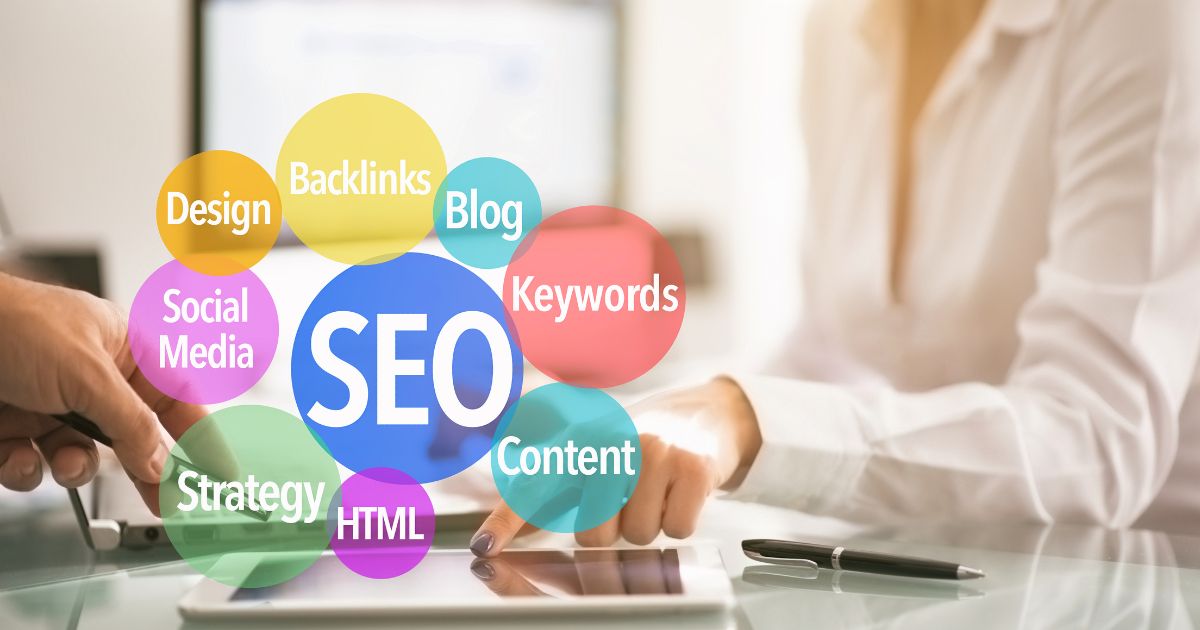 Backlinks
Design
Blog
Keywords
Social
Media
SEO
Content
Strategy
HTML